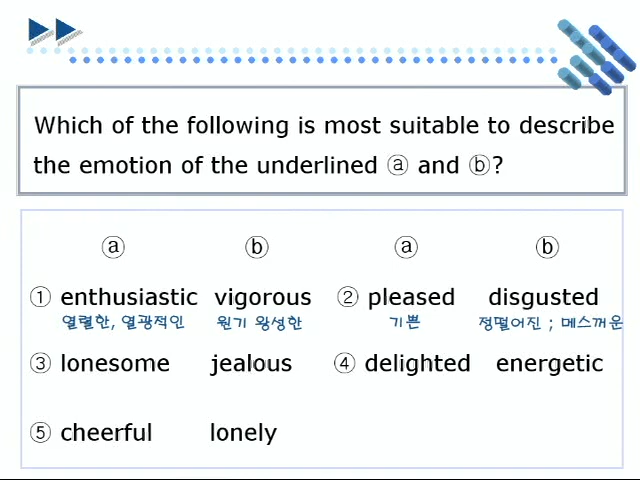 Which of the following is most suitable to describe
the emotion of the underlined ⓐ and ⓑ?
ⓐ ⓑ ⓐ ⓑ
① enthusiastic vigorous ② pleased disgusted
열렬한, 열광적인 원기 왕성한 기쁜 정떨어진 ; 메스꺼운
③ lonesome jealous ④ delighted energetic
⑤ cheerful lonely